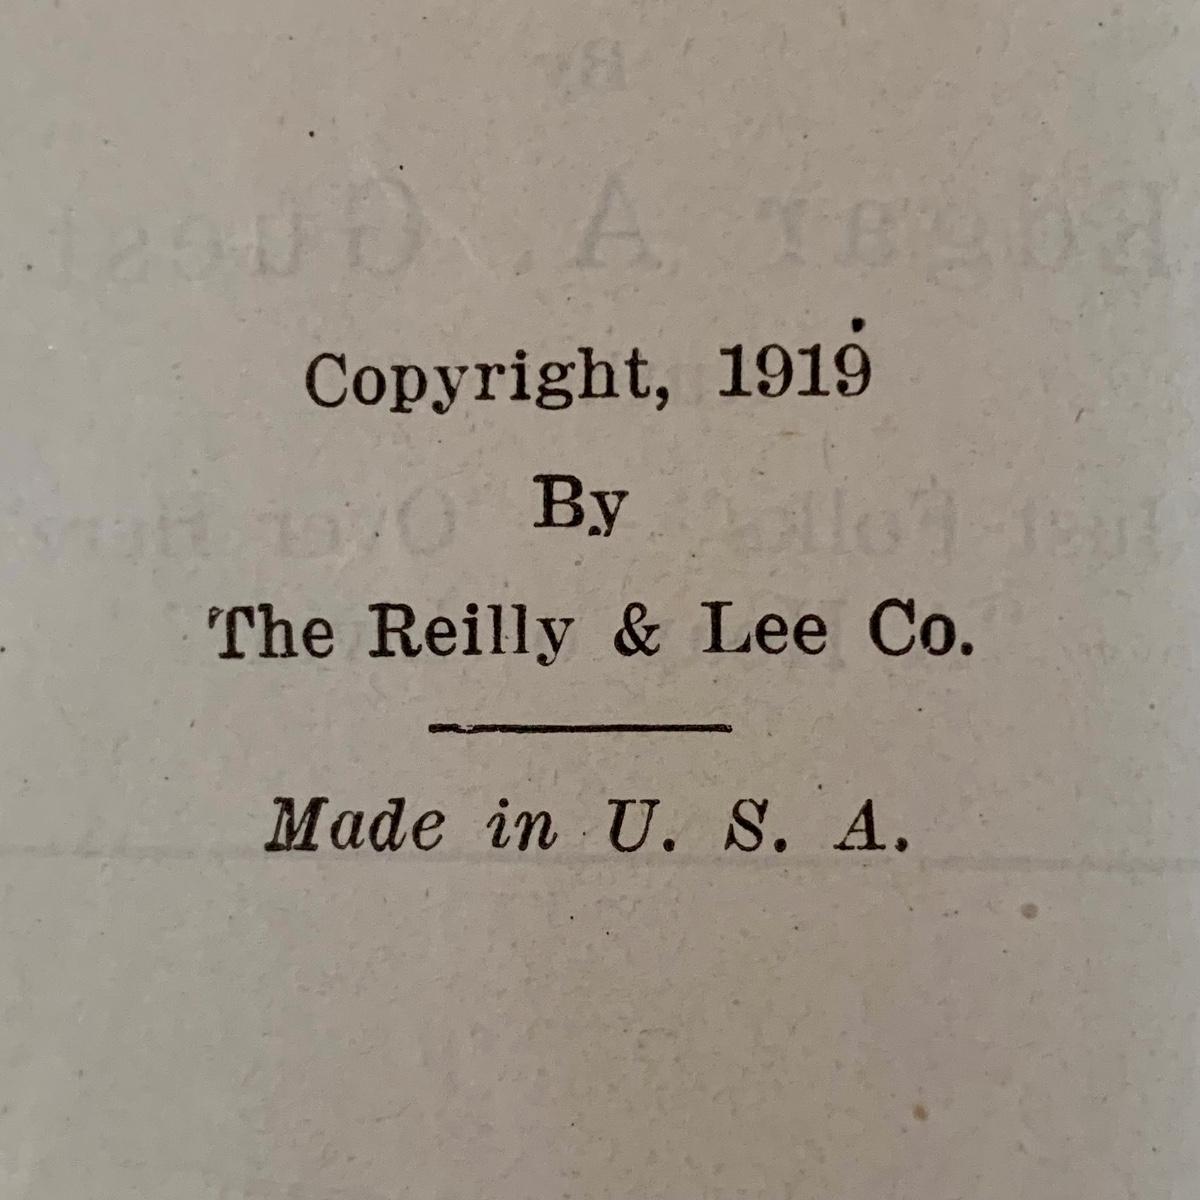 Copyright, 1919
By
The Reilly & Lee Co.
Made in U. S. A.